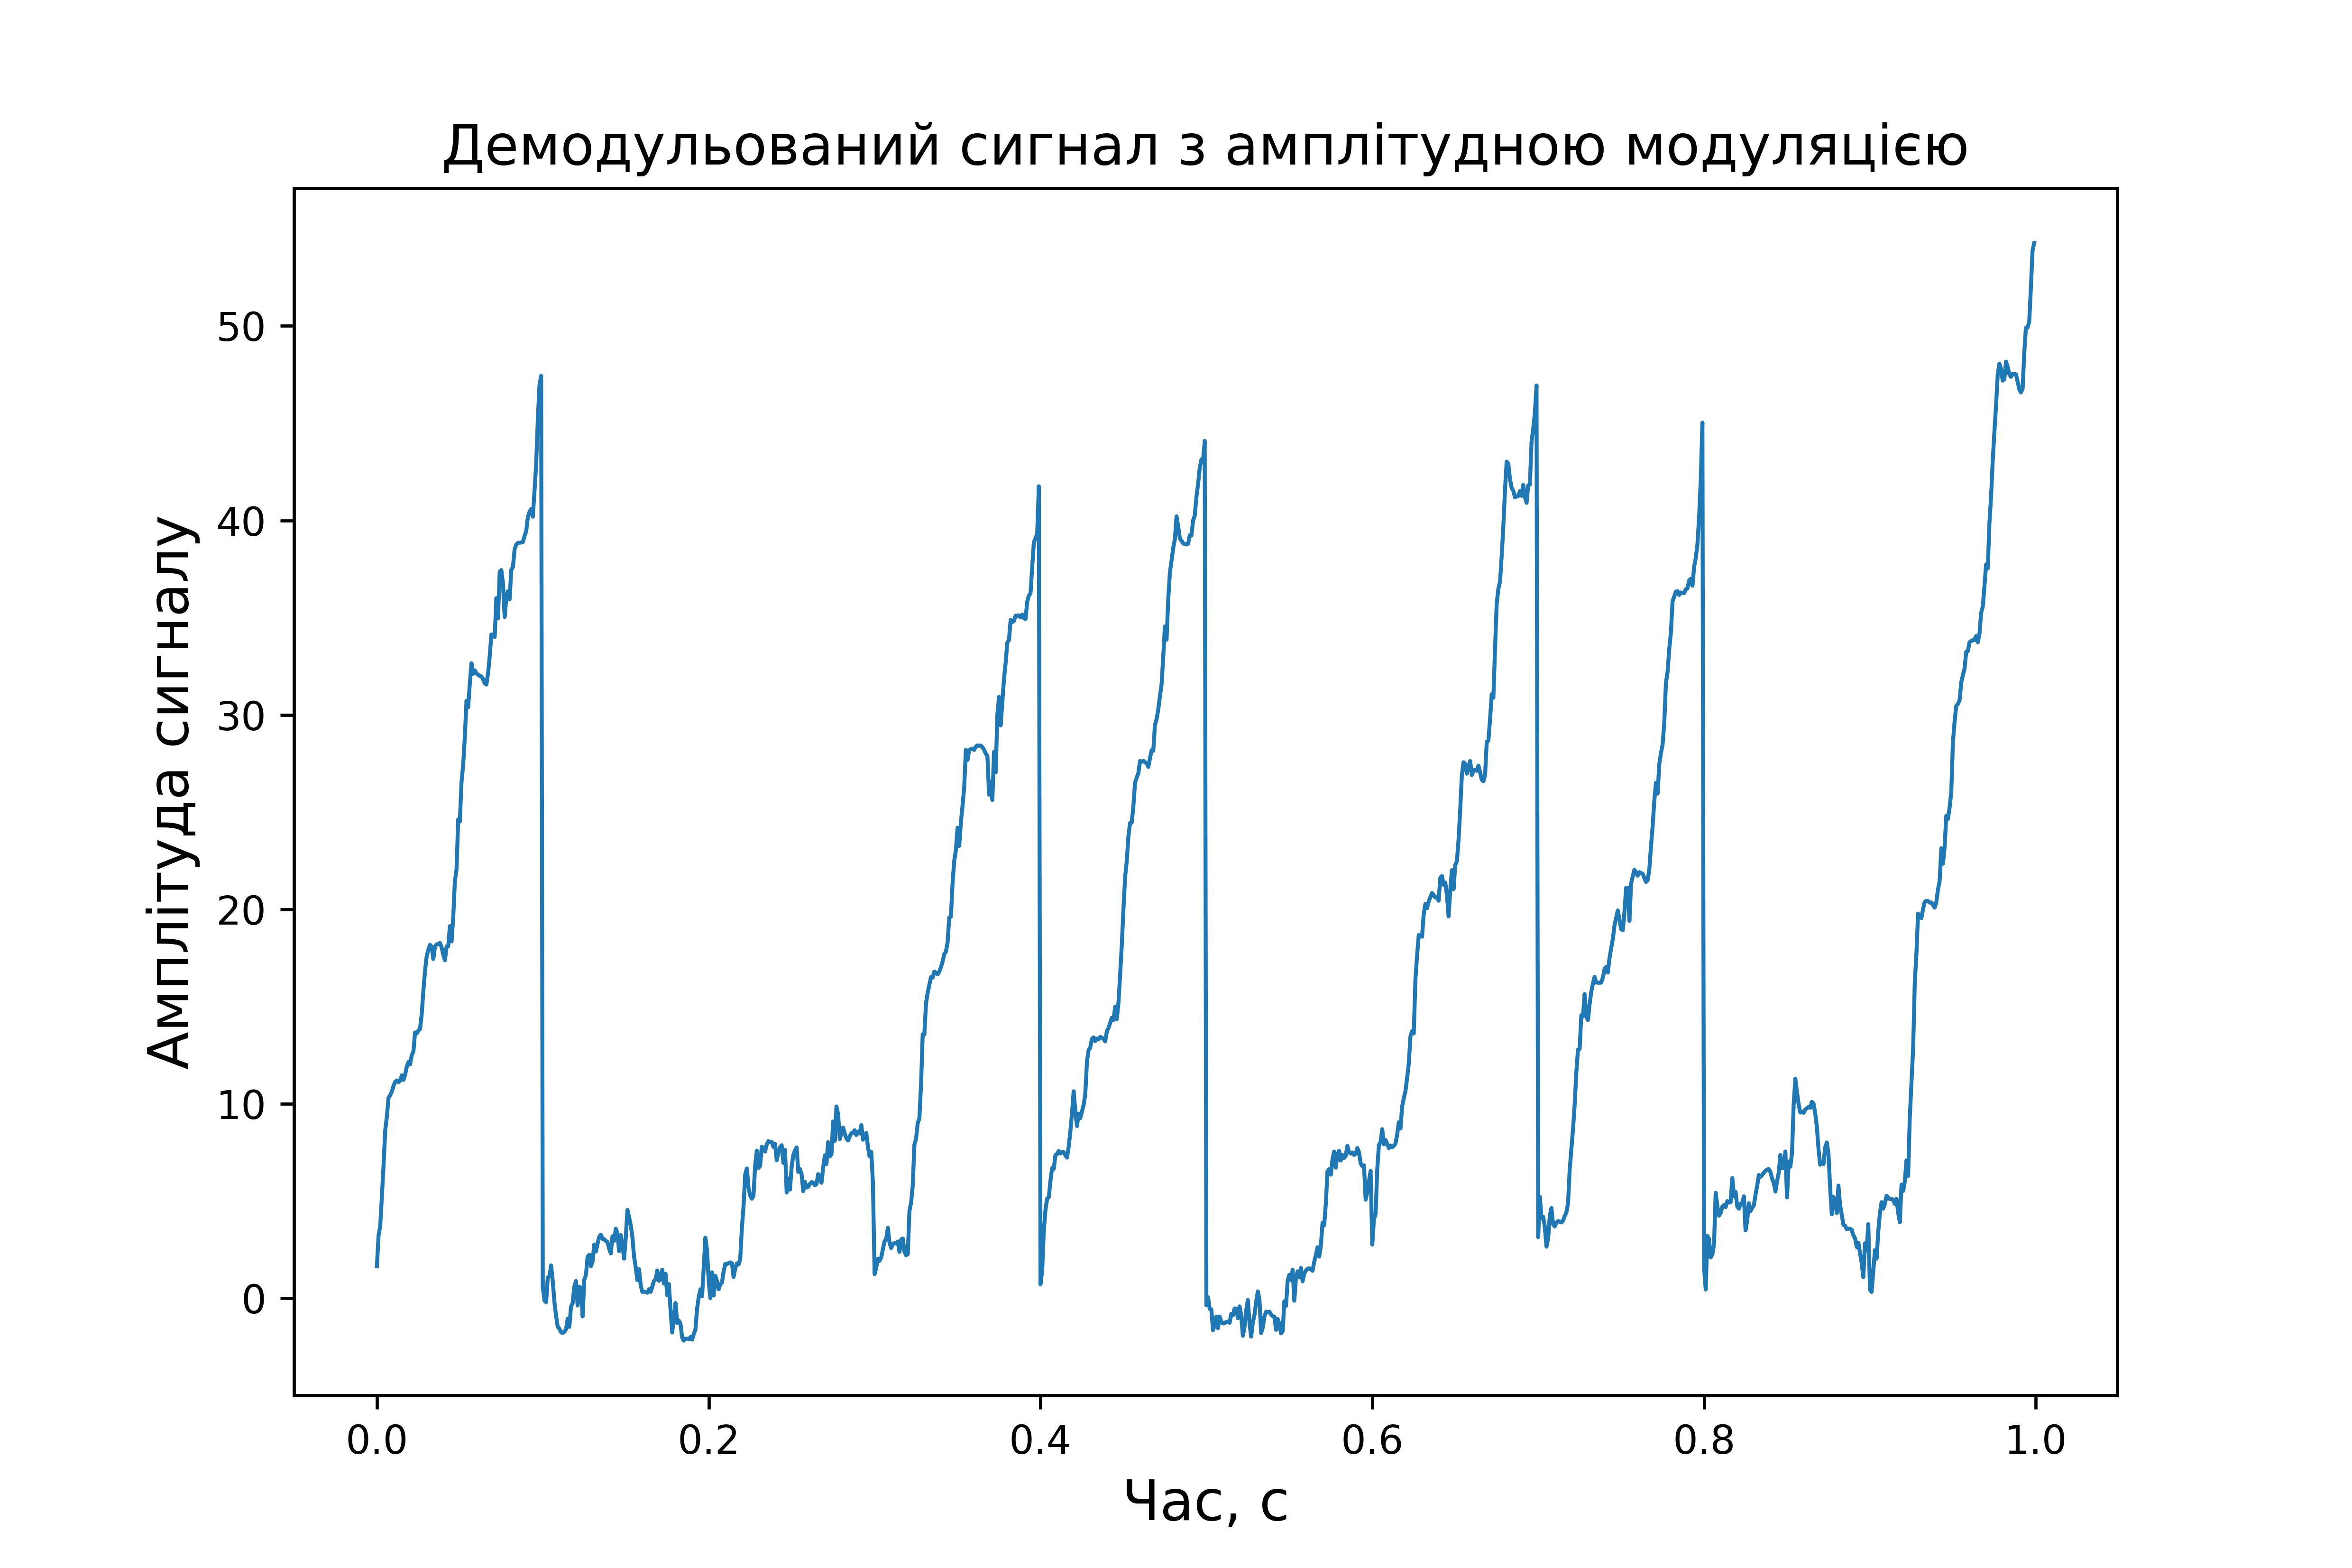 Демодульований сигнал з амплітудною модуляцією
Амплітуда сигналу
50
40
30
20
10
0
0.0 0.2 0.4 0.6 0.8 1.0
Час, с